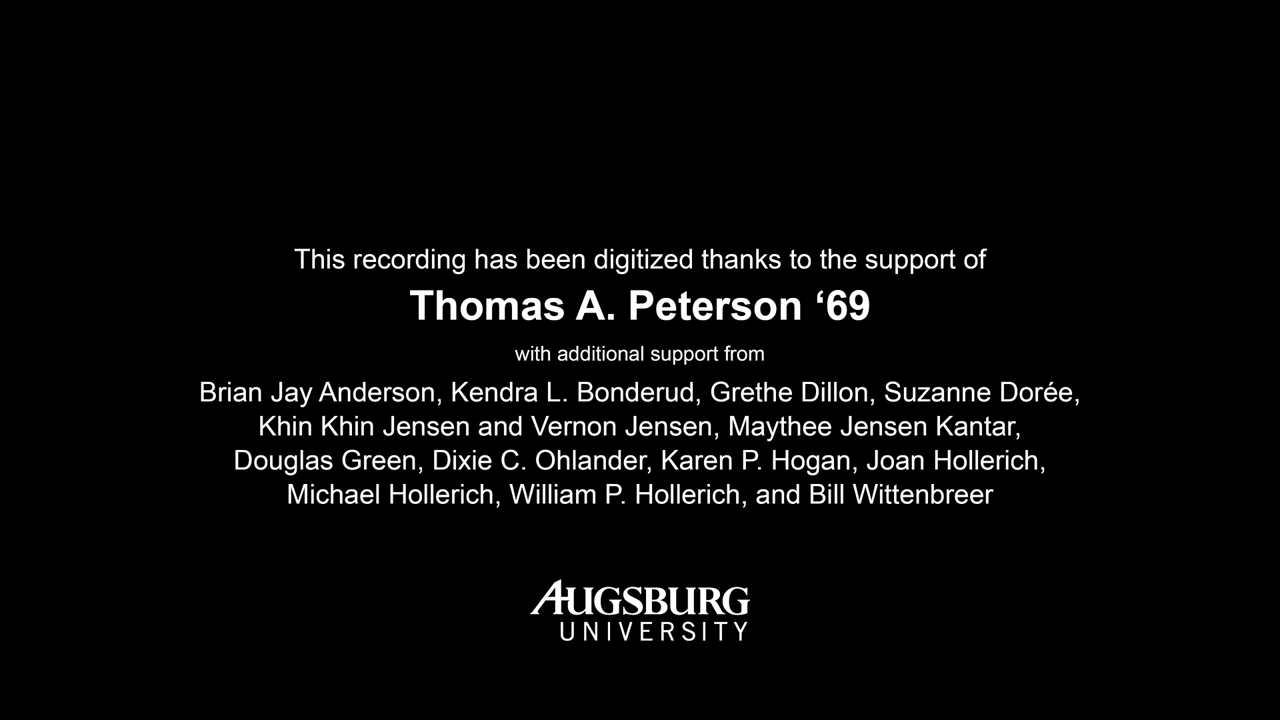 This recording has been digitized thanks to the support of
Thomas A. Peterson ‘69
with additional support from
Brian Jay Anderson, Kendra L. Bonderud, Grethe Dillon, Suzanne Dorée,
Khin Khin Jensen and Vernon Jensen, Maythee Jensen Kantar,
Douglas Green, Dixie C. Ohlander, Karen P. Hogan, Joan Hollerich,
Michael Hollerich, William P. Hollerich, and Bill Wittenbreer
AUGSBURG
UNIVERSITY